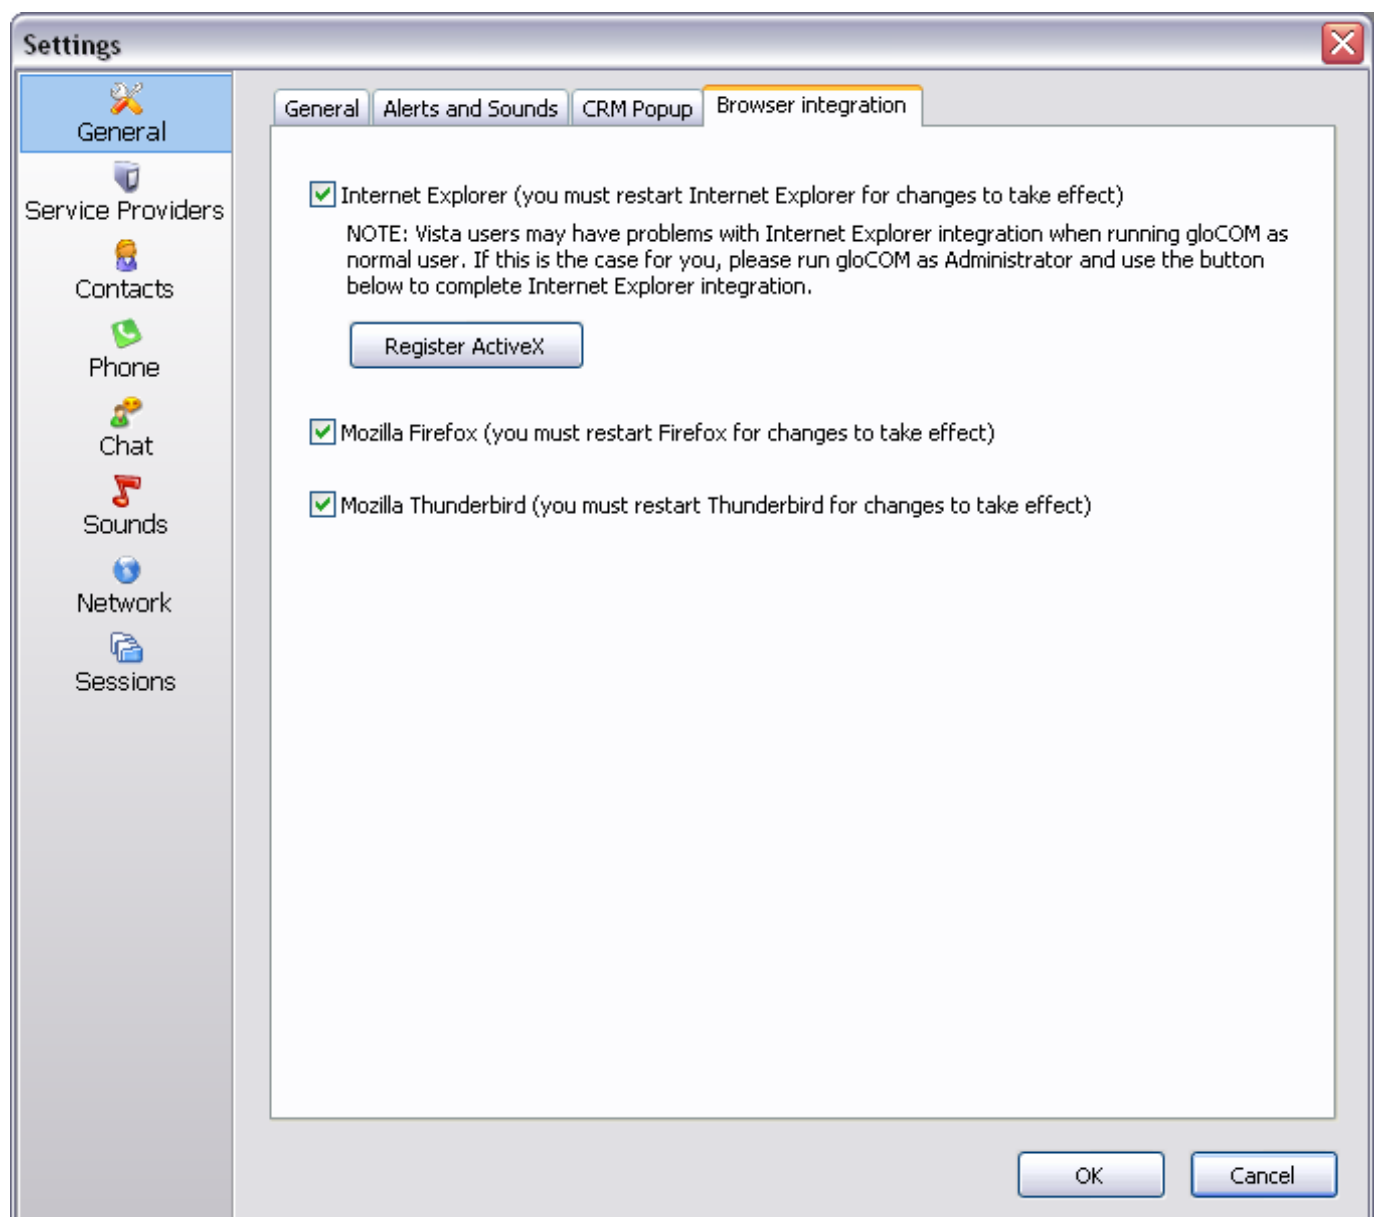 Settings
General
Service Providers
Contacts
Phone
Chat
Sounds
Network
Sessions
General Alerts and Sounds CRM Popup Browser integration
Internet Explorer (you must restart Internet Explorer for changes to take effect)
NOTE: Vista users may have problems with Internet Explorer integration when running gloCOM as
normal user. If this is the case for you, please run gloCOM as Administrator and use the button
below to complete Internet Explorer integration.
Register ActiveX
Mozilla Firefox (you must restart Firefox for changes to take effect)
Mozilla Thunderbird (you must restart Thunderbird for changes to take effect)
OK Cancel